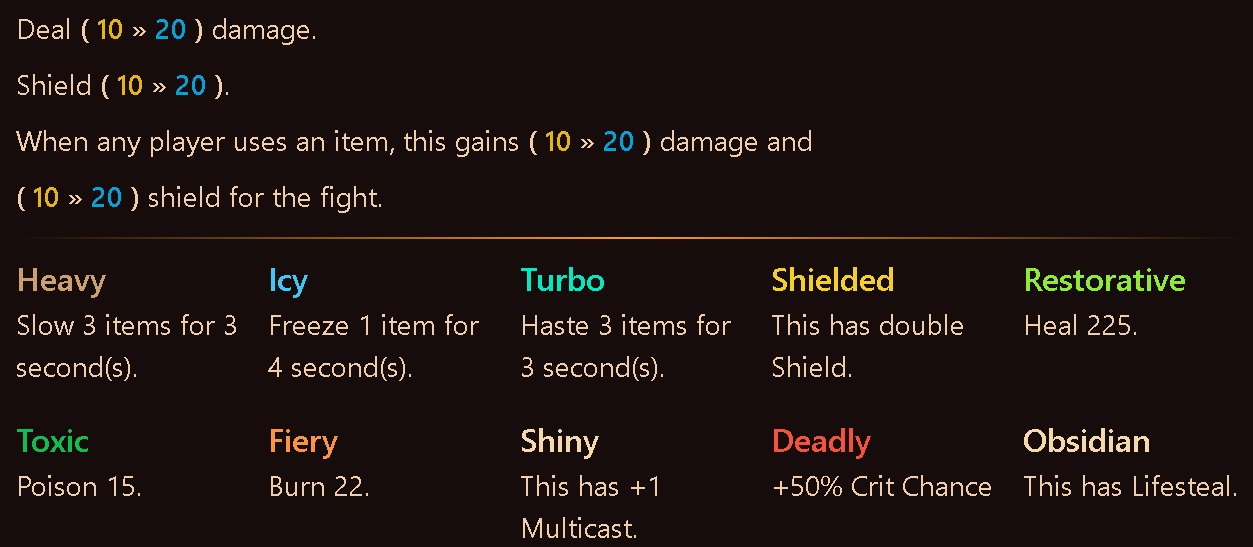 Deal ( 10 » 20 ) damage.
Shield ( 10 » 20 ).
When any player uses an item, this gains ( 10 » 20 ) damage and
( 10 » 20 ) shield for the fight.
Heavy
Slow 3 items for 3
second(s).
Icy
Freeze 1 item for
4 second(s).
Turbo
Haste 3 items for
3 second(s).
Shielded
This has double
Shield.
Restorative
Heal 225.
Toxic
Poison 15.
Fiery
Burn 22.
Shiny
This has +1
Multicast.
Deadly
+50% Crit Chance
Obsidian
This has Lifesteal.